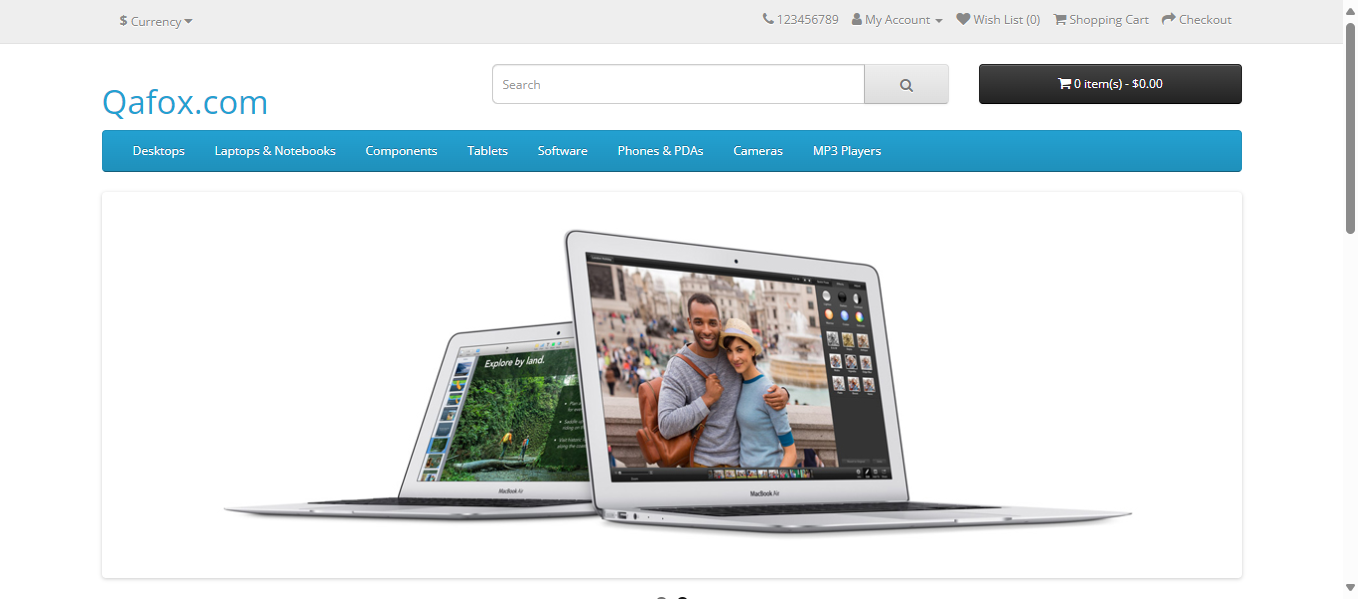 $ Currency
123456789 My Account Wish List (0) Shopping Cart Checkout
Qafox.com
Search
0 item(s) - $0.00
Desktops Laptops & Notebooks Components Tablets Software Phones & PDAs Cameras MP3 Players
Explore by land.
MacBook Air
MacBook Air